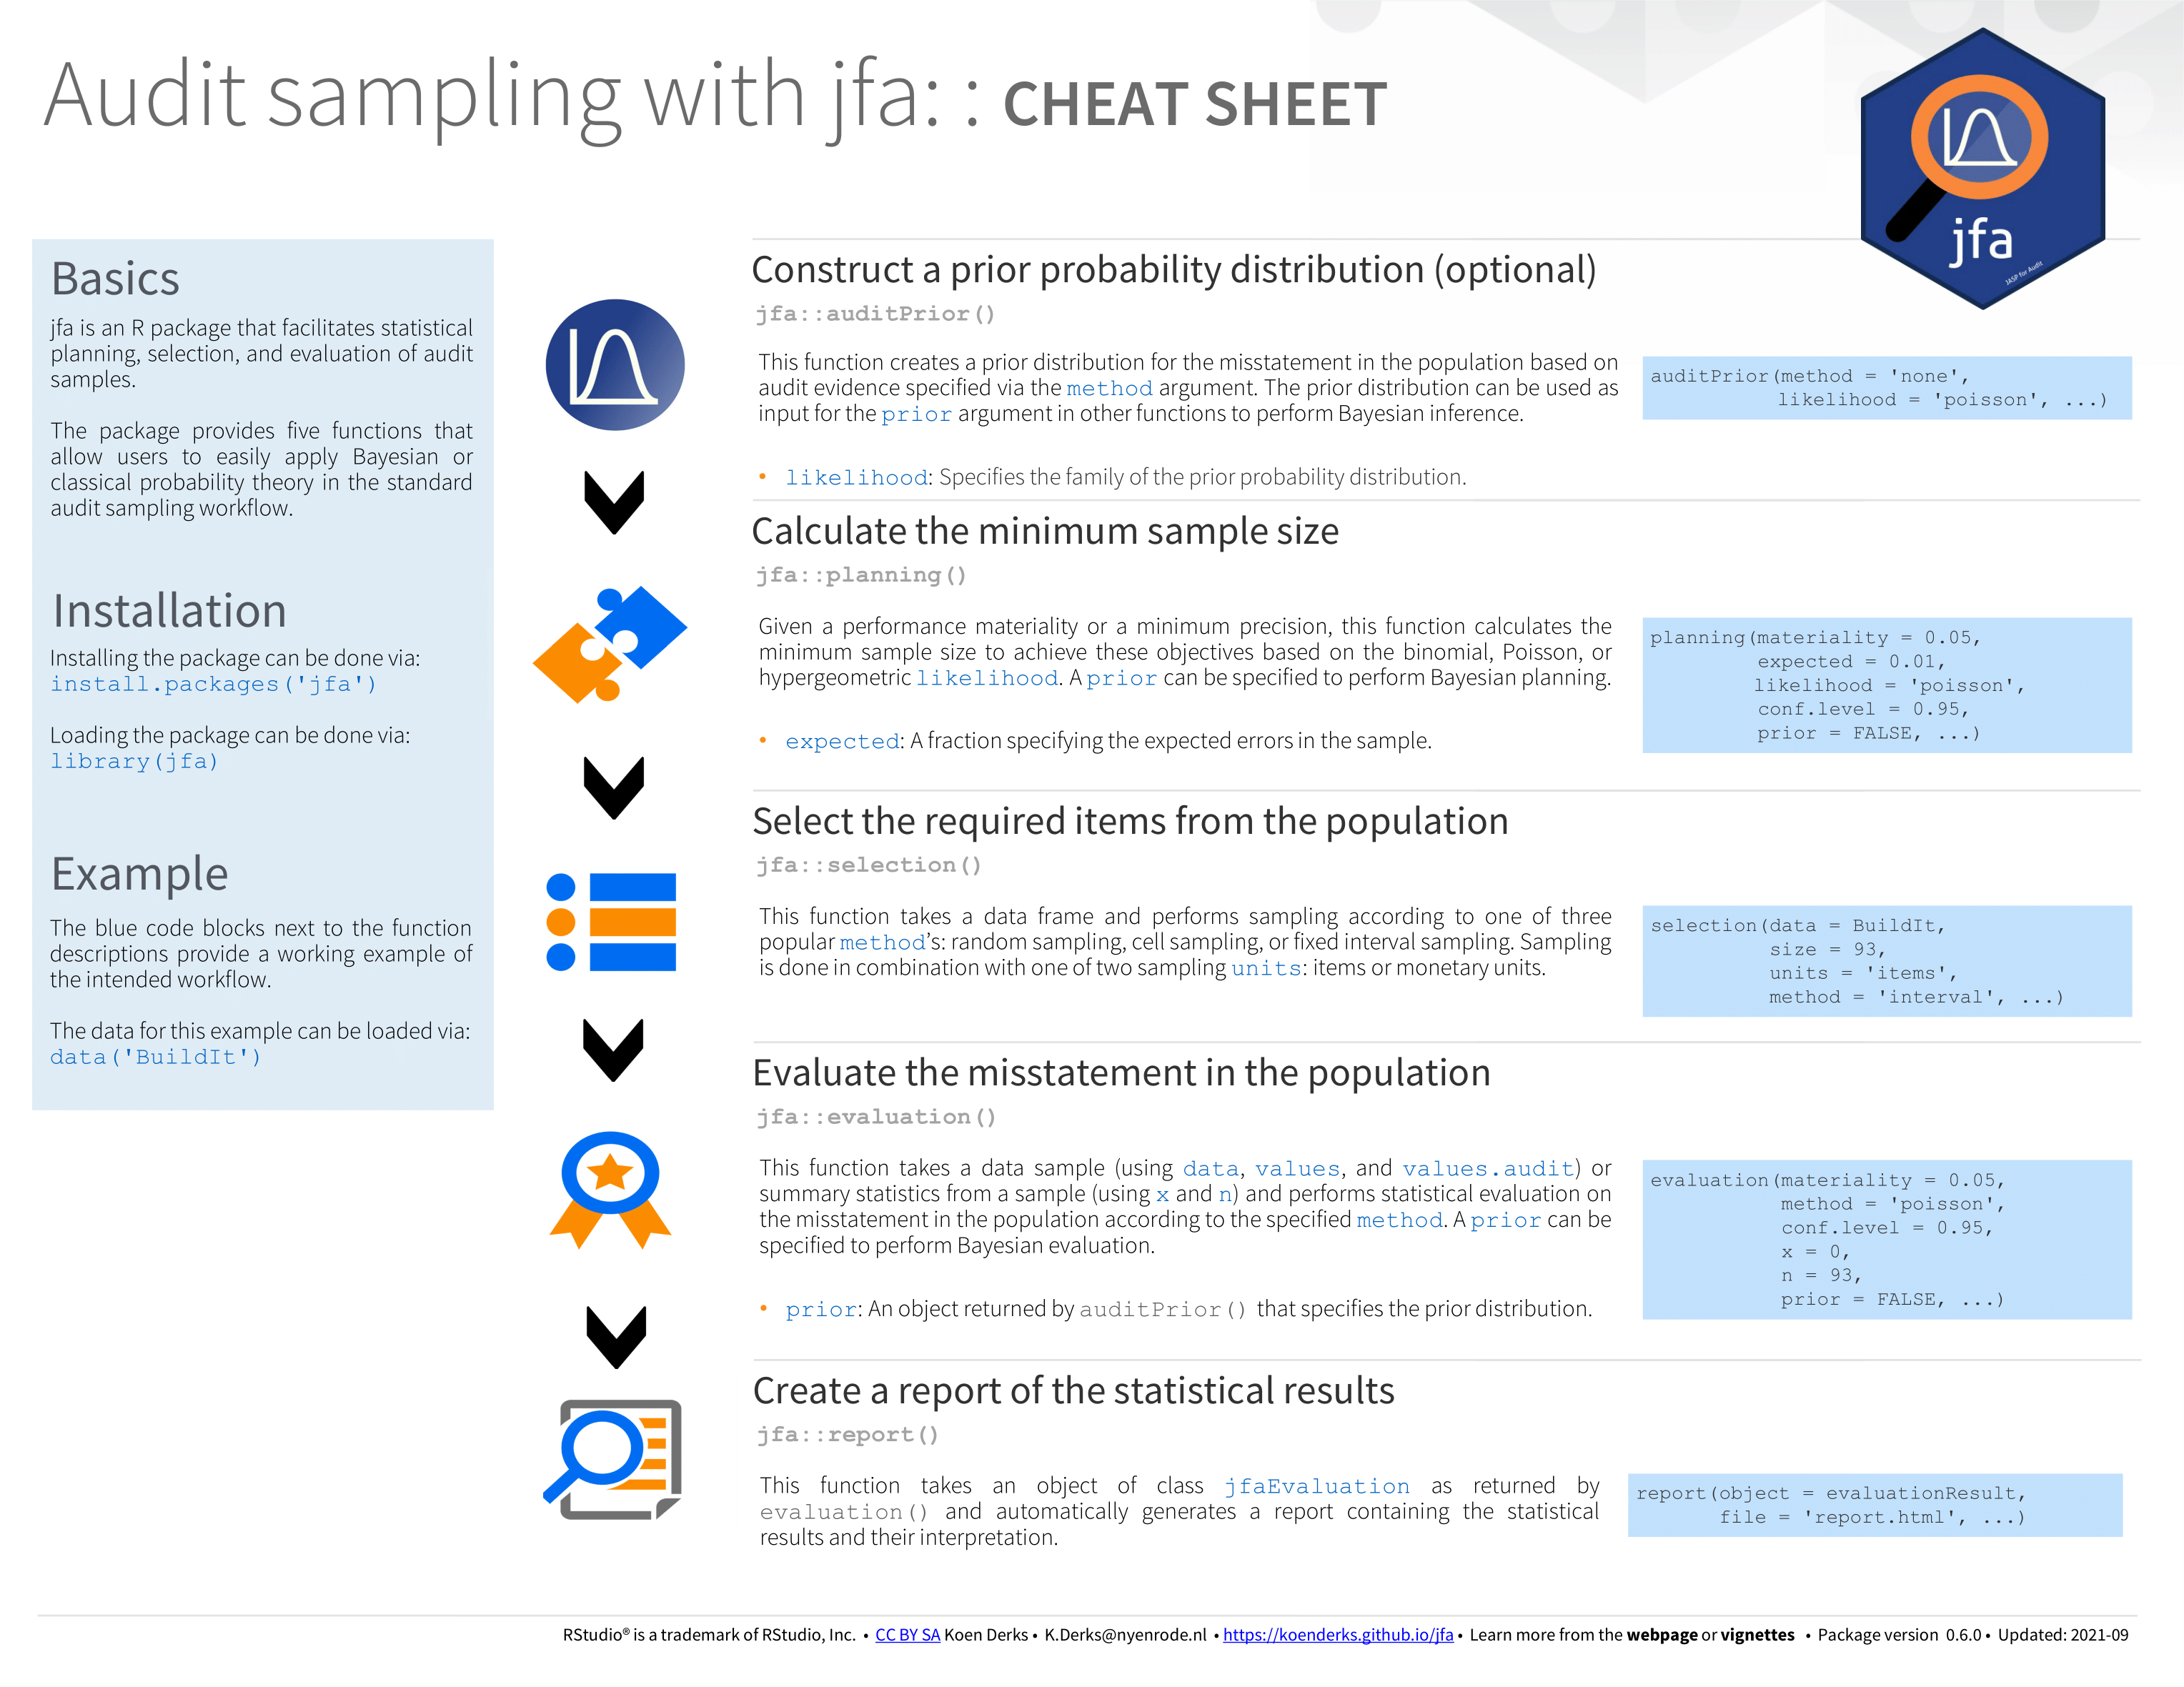 Audit sampling with jfa: : CHEAT SHEET
jfa
JASP for Audit
Basics
jfa is an R package that facilitates statistical
planning, selection, and evaluation of audit
samples.
The package provides five functions that
allow users to easily apply Bayesian or
classical probability theory in the standard
audit sampling workflow.
Installation
Installing the package can be done via:
install.packages('jfa')
Loading the package can be done via:
library(jfa)
Example
The blue code blocks next to the function
descriptions provide a working example of
the intended workflow.
The data for this example can be loaded via:
data('BuildIt')
Construct a prior probability distribution (optional)
jfa::auditPrior()
This function creates a prior distribution for the misstatement in the population based on
audit evidence specified via the method argument. The prior distribution can be used as
input for the prior argument in other functions to perform Bayesian inference.
• likelihood: Specifies the family of the prior probability distribution.
auditPrior(method = 'none',
likelihood = 'poisson', ...)
Calculate the minimum sample size
jfa::planning()
Given a performance materiality or a minimum precision, this function calculates the
minimum sample size to achieve these objectives based on the binomial, Poisson, or
hypergeometric likelihood. A prior can be specified to perform Bayesian planning.
• expected: A fraction specifying the expected errors in the sample.
planning(materiality = 0.05,
expected = 0.01,
likelihood = 'poisson',
conf.level = 0.95,
prior = FALSE, ...)
Select the required items from the population
jfa::selection()
This function takes a data frame and performs sampling according to one of three
popular method's: random sampling, cell sampling, or fixed interval sampling. Sampling
is done in combination with one of two sampling units: items or monetary units.
selection(data = BuildIt,
size = 93,
units = 'items',
method = 'interval', ...)
Evaluate the misstatement in the population
jfa::evaluation()
This function takes a data sample (using data, values, and values.audit) or
summary statistics from a sample (using x and n) and performs statistical evaluation on
the misstatement in the population according to the specified method. A prior can be
specified to perform Bayesian evaluation.
• prior: An object returned by auditPrior() that specifies the prior distribution.
evaluation(materiality = 0.05,
method = 'poisson',
conf.level = 0.95,
x = 0,
n = 93,
prior = FALSE, ...)
Create a report of the statistical results
jfa::report()
This function takes an object of class jfaEvaluation as returned by
evaluation() and automatically generates a report containing the statistical
results and their interpretation.
report(object = evaluationResult,
file = 'report.html', ...)
RStudio® is a trademark of RStudio, Inc. • CC BY SA Koen Derks • K.Derks@nyenrode.nl • https://koenderks.github.io/jfa • Learn more from the webpage or vignettes • Package version 0.6.0 • Updated: 2021-09